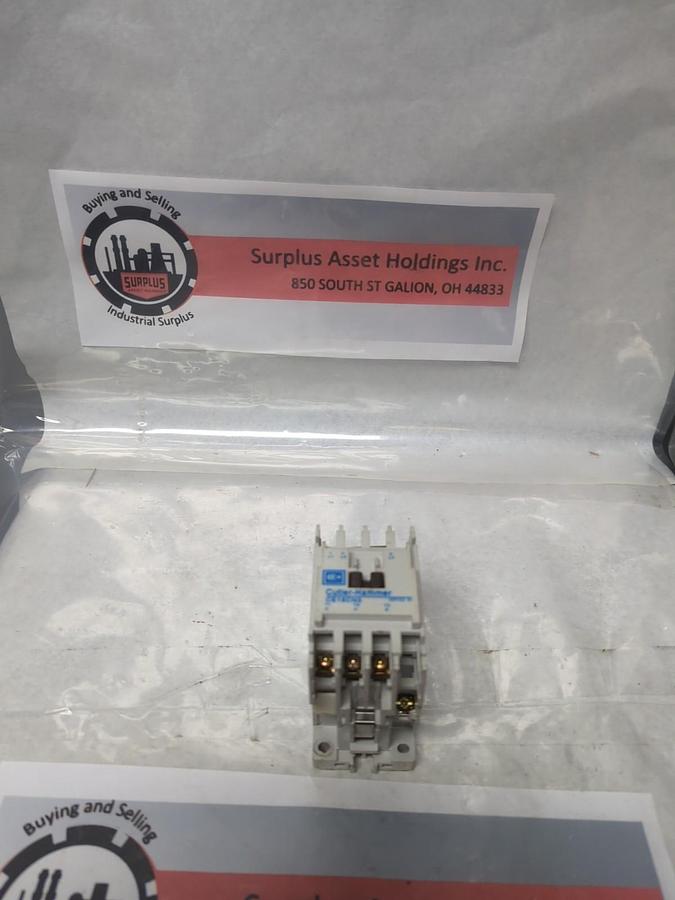 Buying and Selling
SURPLUS
Industrial Surplus
Surplus Asset Holdings Inc.
850 SOUTH ST GALION, OH 44833
Cutler-Hammer
Buying and Selling